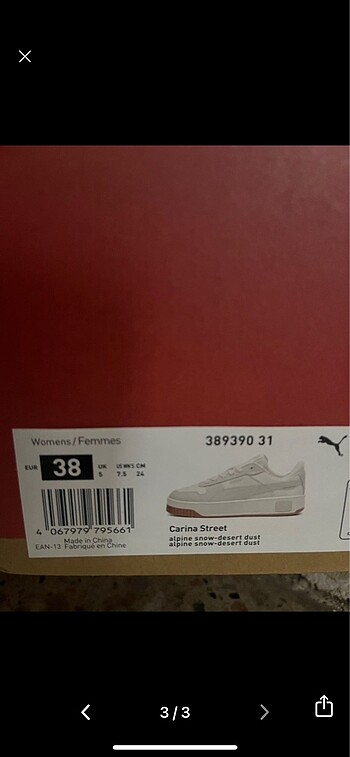 Womens/Femmes
389390 31
EUR 38
UK US WN'S CM
5 7.5 24
4 067979 795661
Made in China
EAN-13 Fabriqué en Chine
Carina Street
alpine snow-desert dust
alpine snow-desert dust
3/3